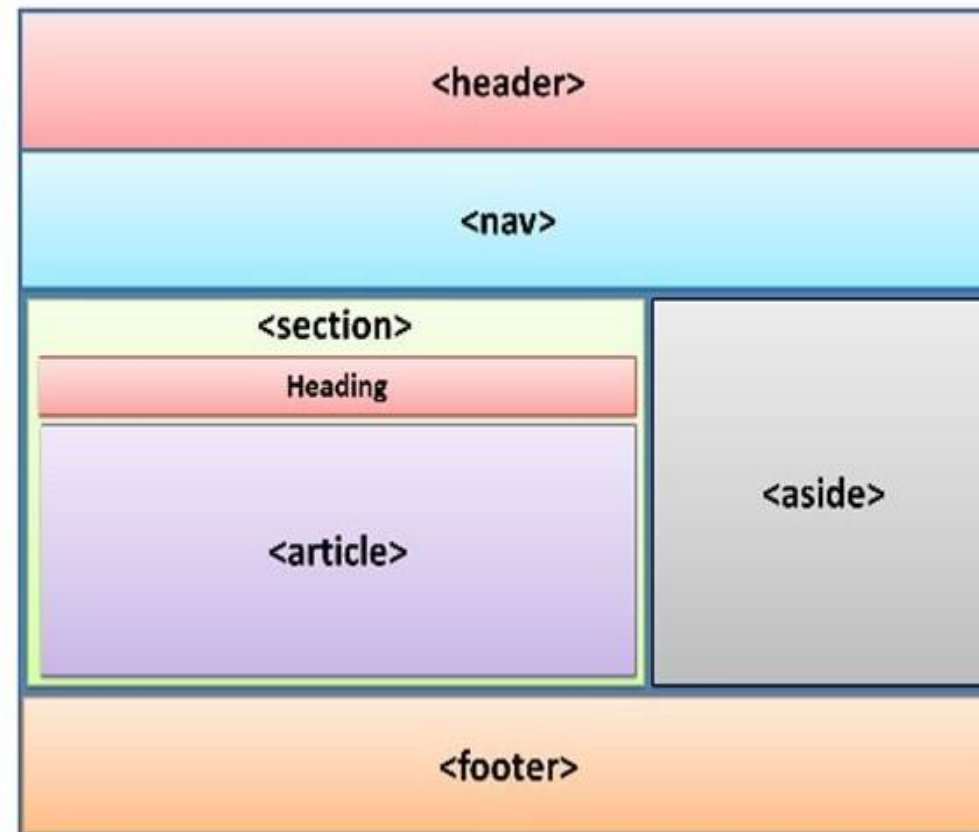 <header>
<nav>
<section>
Heading
<article>
<aside>
<footer>